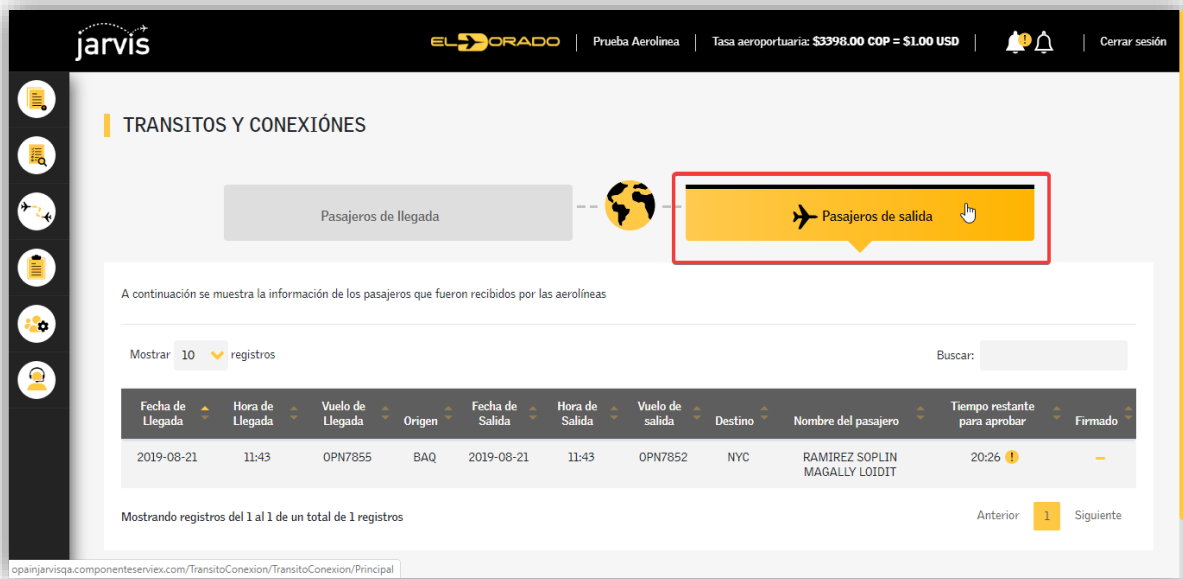 jarvis
EL DORADO
Prueba Aerolinea
Tasa aeroportuaria: $3398.00 COP = $1.00 USD
!
Cerrar sesión
TRANSITOS Y CONEXIÓNES
Pasajeros de llegada
Pasajeros de salida
A continuación se muestra la información de los pasajeros que fueron recibidos por las aerolíneas
Mostrar 10 registros
Buscar:
Fecha de Llegada
Hora de Llegada
Vuelo de Llegada
Origen
Fecha de Salida
Hora de Salida
Vuelo de salida
Destino
Nombre del pasajero
Tiempo restante para aprobar
Firmado
2019-08-21 11:43 OPN7855 BAQ 2019-08-21 11:43 OPN7852 NYC RAMIREZ SOPLIN MAGALLY LOIDIT 20:26 ! –
Mostrando registros del 1 al 1 de un total de 1 registros
Anterior 1 Siguiente
opainjarvisqa.componenteserviex.com/TransitoConexion/TransitoConexion/Principal